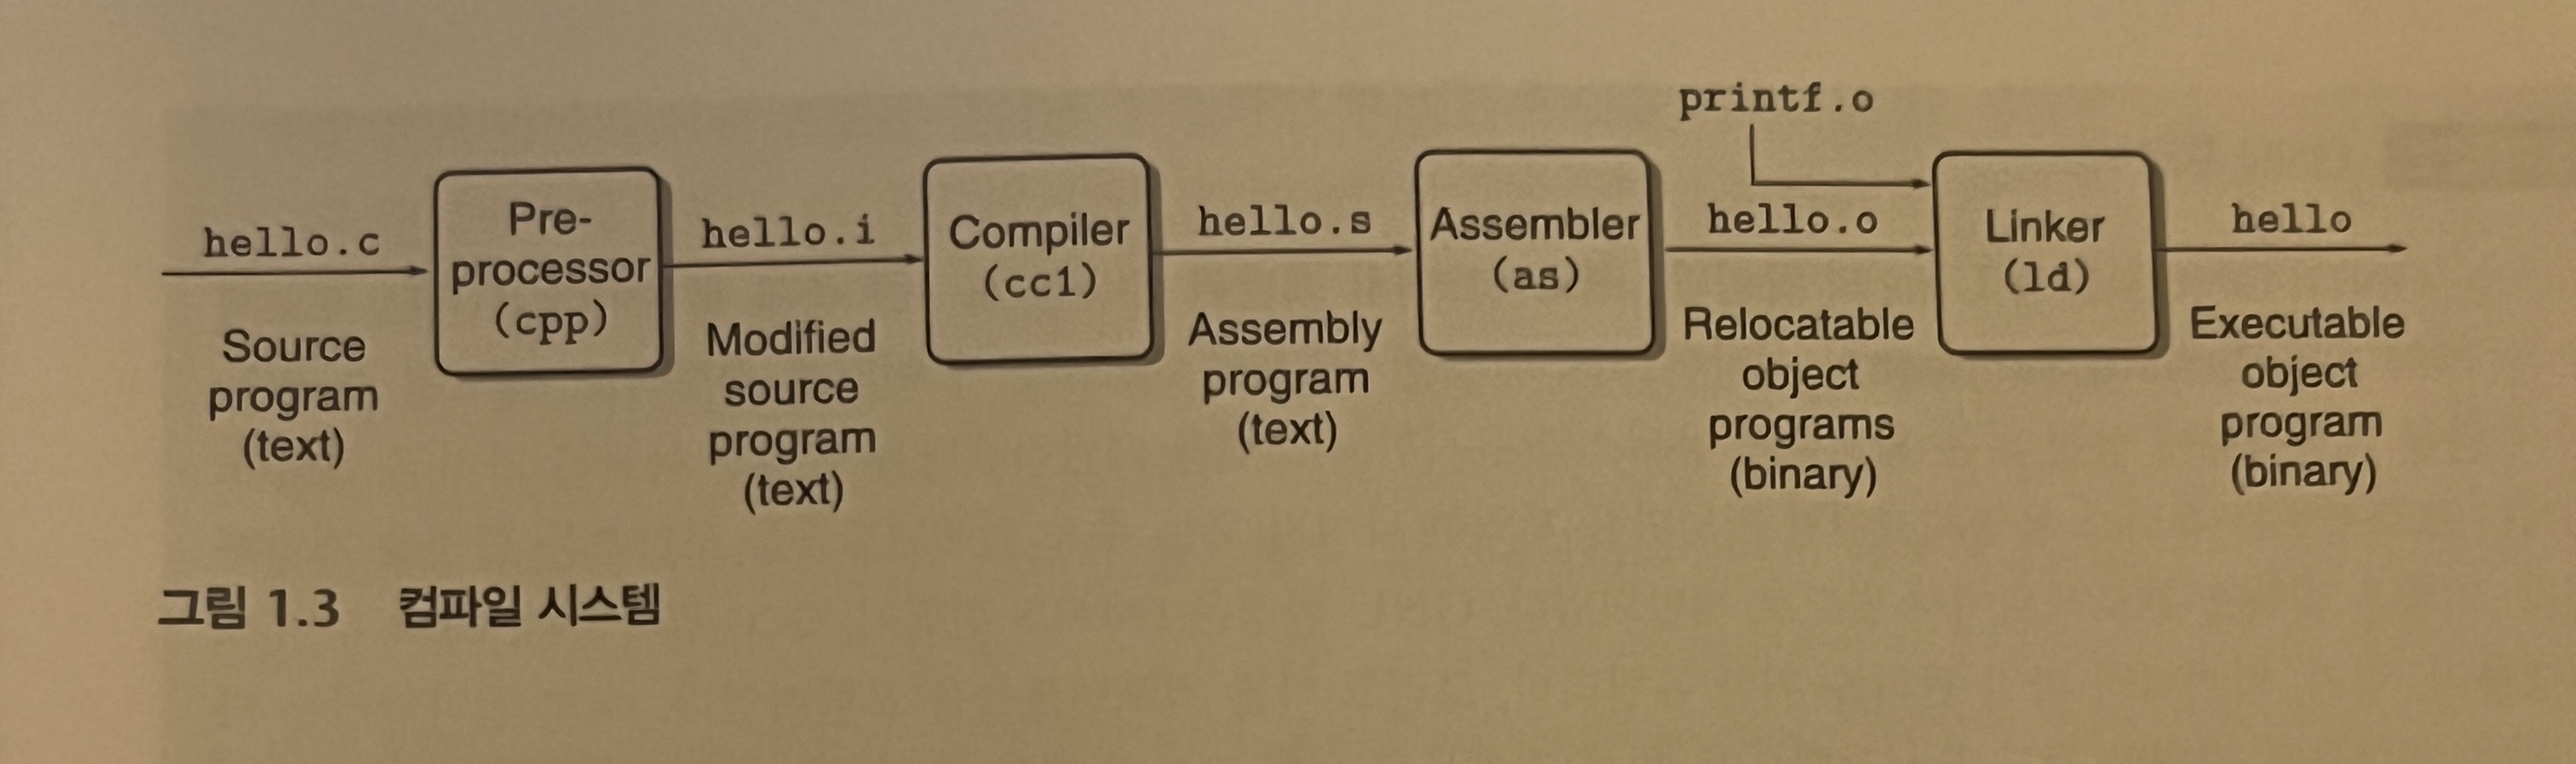 printf.o
hello.c
Pre-
processor
(cpp)
hello.i
Compiler
(cc1)
hello.s
Assembler
(as)
hello.o
Linker
(ld)
hello
Source
program
(text)
Modified
source
program
(text)
Assembly
program
(text)
Relocatable
object
programs
(binary)
Executable
object
program
(binary)
그림 1.3 컴파일 시스템